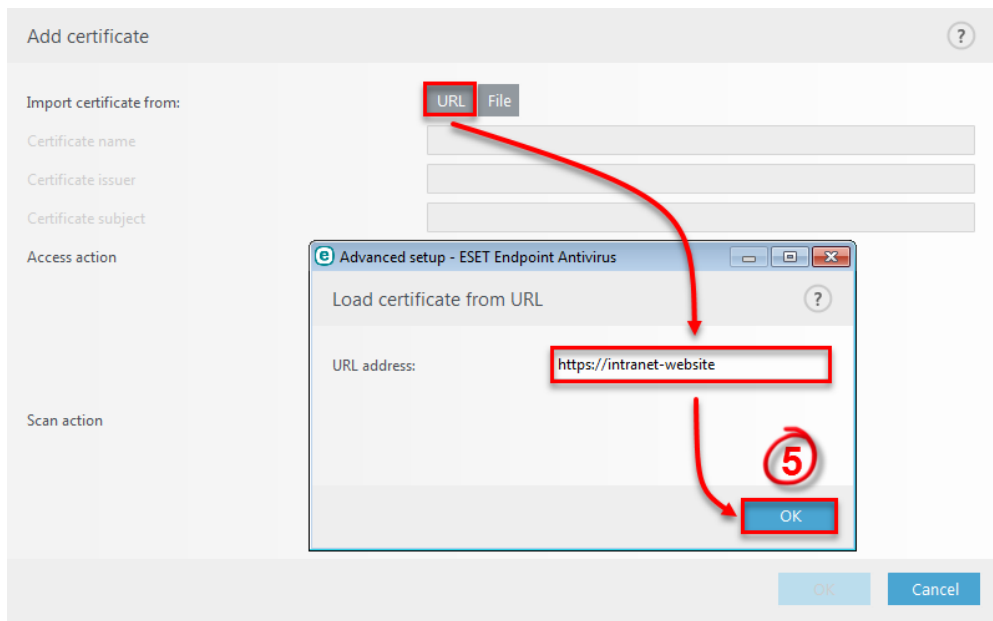 Add certificate
?
Import certificate from:
URL File
Certificate name
Certificate issuer
Certificate subject
Access action
e Advanced setup - ESET Endpoint Antivirus
Load certificate from URL
?
URL address:
https://intranet-website
Scan action
5
OK
OK
Cancel